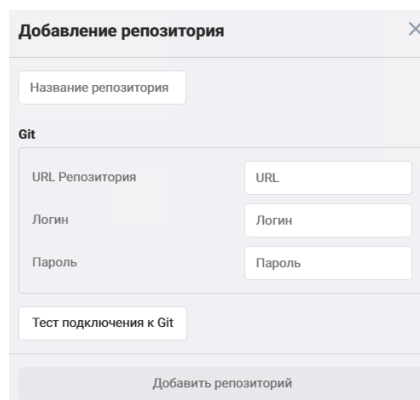 Добавление репозитория
Название репозитория
Git
URL Репозитория URL
Логин Логин
Пароль Пароль
Тест подключения к Git
Добавить репозиторий